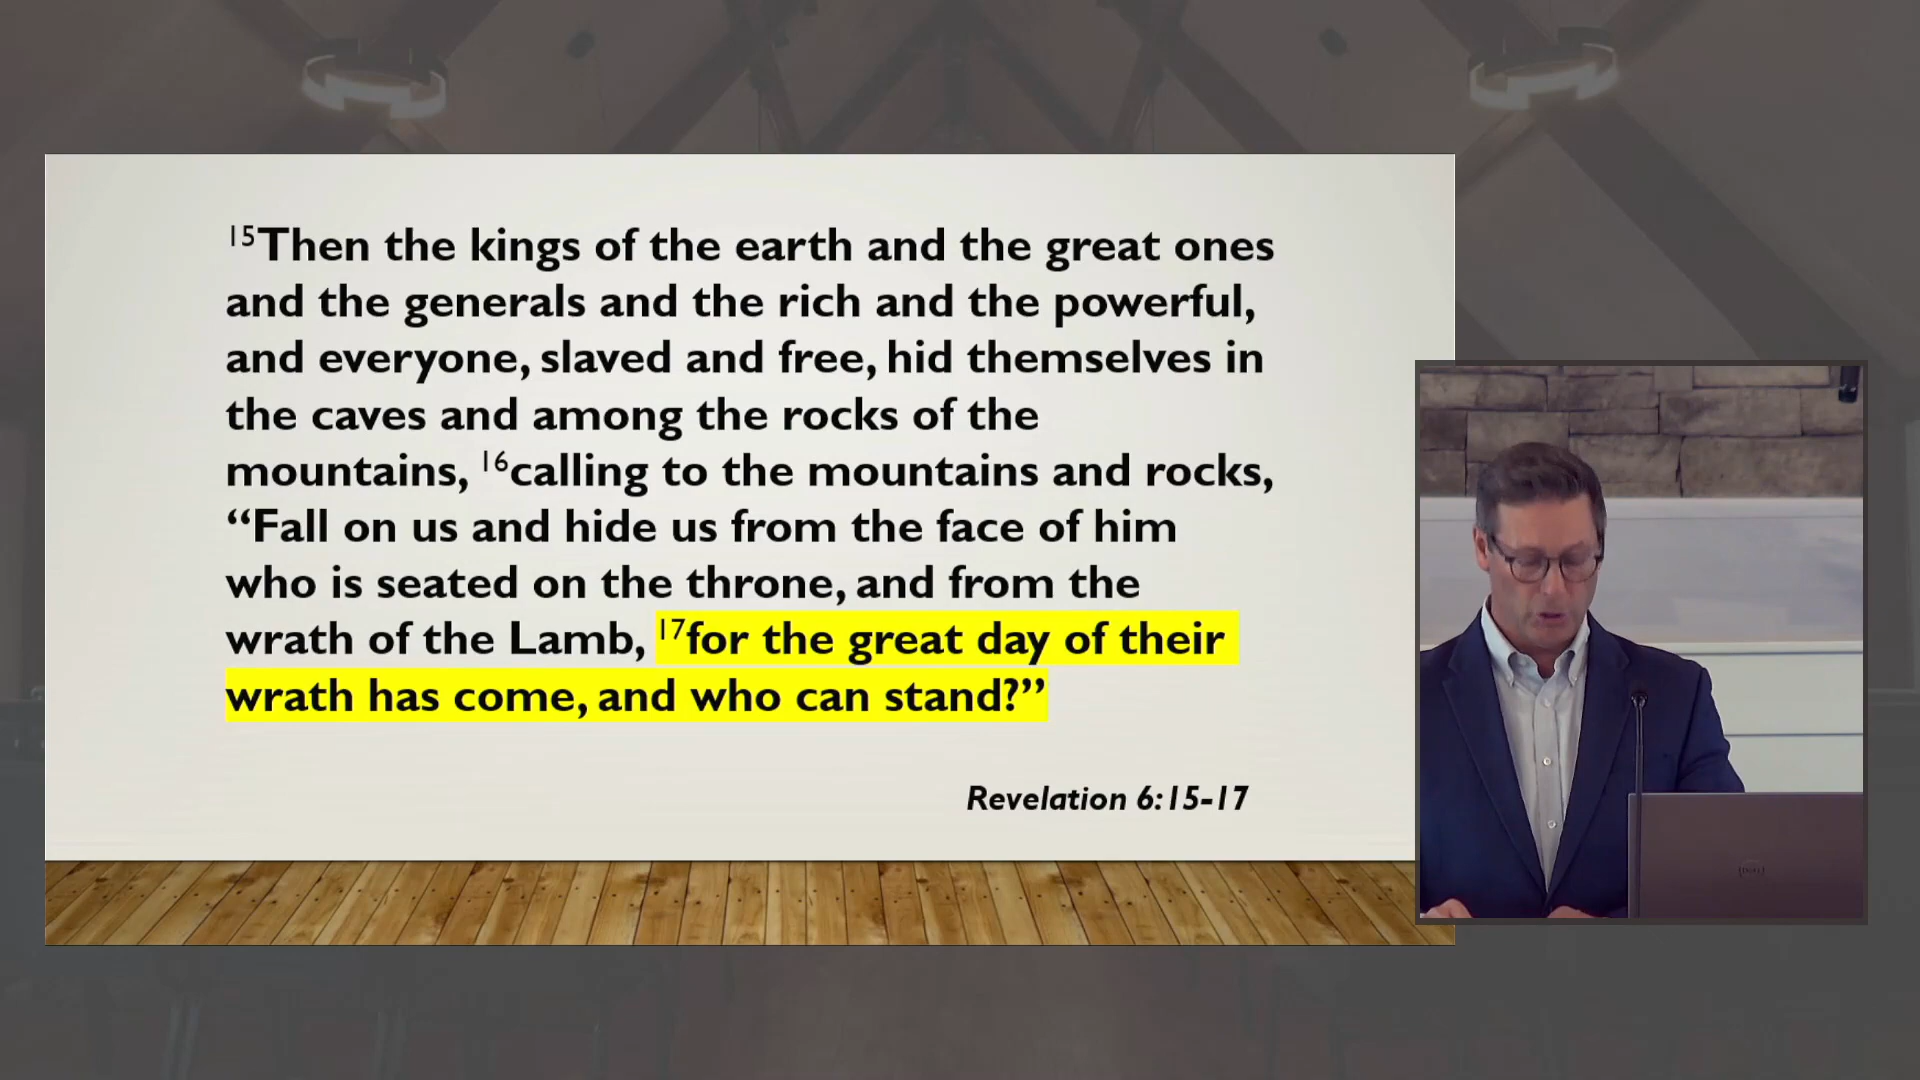 15Then the kings of the earth and the great ones
and the generals and the rich and the powerful,
and everyone, slaved and free, hid themselves in
the caves and among the rocks of the
mountains, 16calling to the mountains and rocks,
“Fall on us and hide us from the face of him
who is seated on the throne, and from the
wrath of the Lamb, 17for the great day of their
wrath has come, and who can stand?”
Revelation 6:15-17
DELL